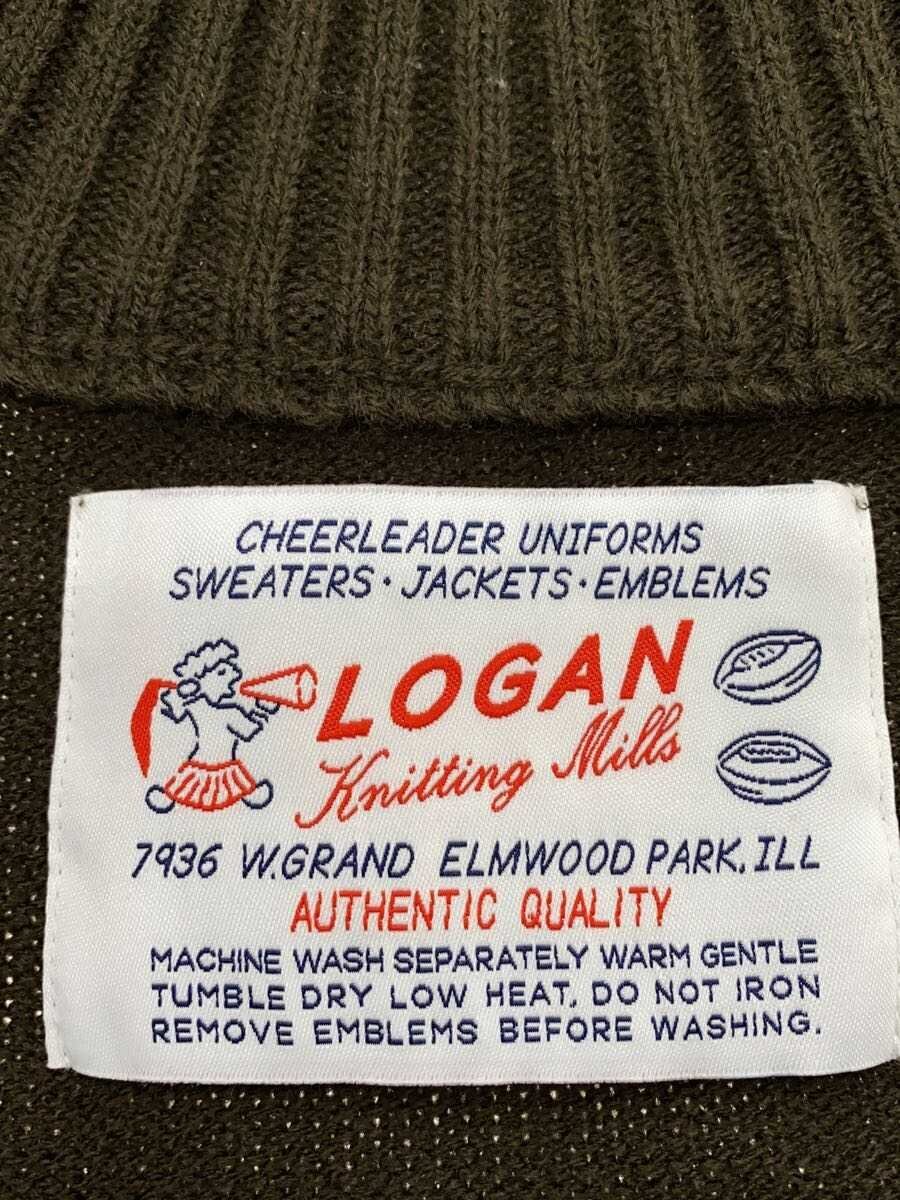 CHEERLEADER UNIFORMS
SWEATERS·JACKETS·EMBLEMS
LOGAN
Knitting Mills
7936 W.GRAND ELMWOOD PARK.ILL
AUTHENTIC QUALITY
MACHINE WASH SEPARATELY WARM GENTLE
TUMBLE DRY LOW HEAT. DO NOT IRON
REMOVE EMBLEMS BEFORE WASHING.